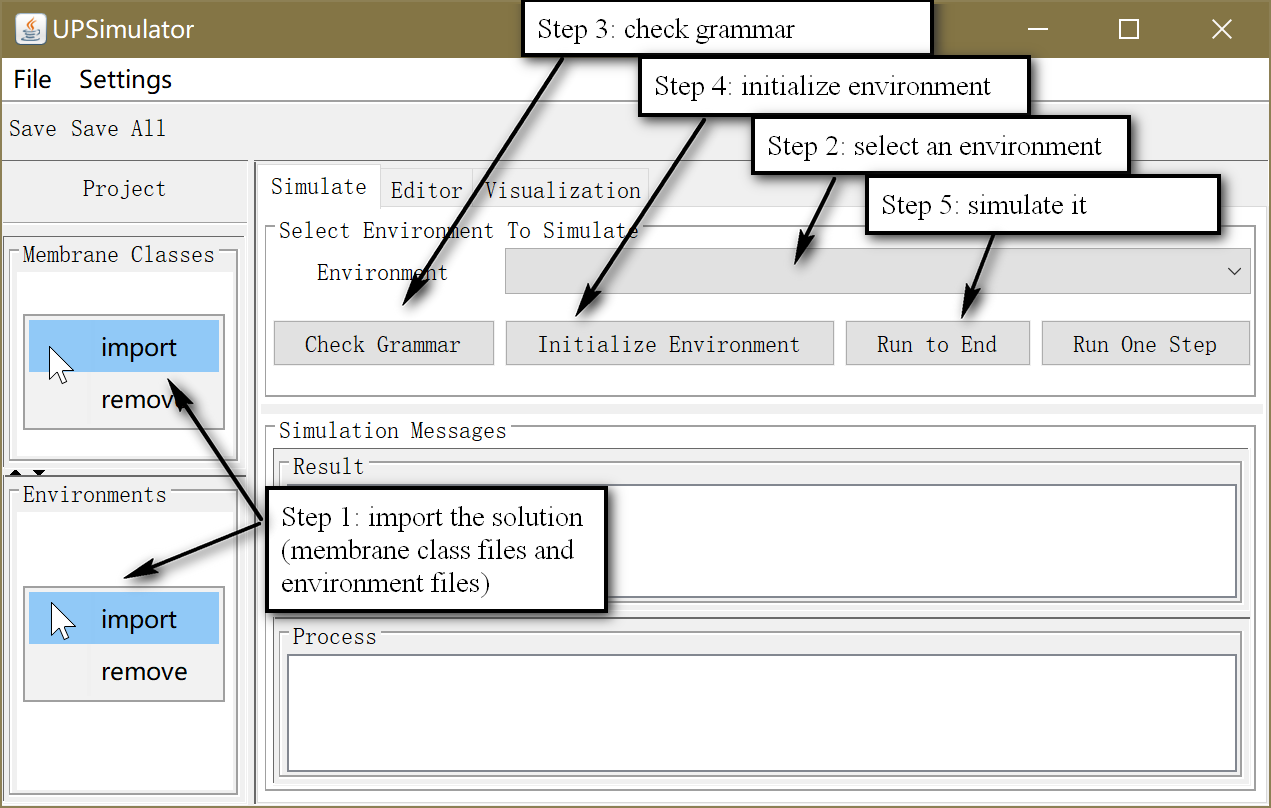 UPSimulator
Step 3: check grammar
File Settings
Step 4: initialize environment
Save Save All
Step 2: select an environment
Project
Simulate Editor Visualization
Step 5: simulate it
Select Environment To Simulate
Membrane Classes
Environment
import
remove
Check Grammar Initialize Environment Run to End Run One Step
Simulation Messages
Result
Environments
Step 1: import the solution
(membrane class files and
environment files)
import
remove
Process